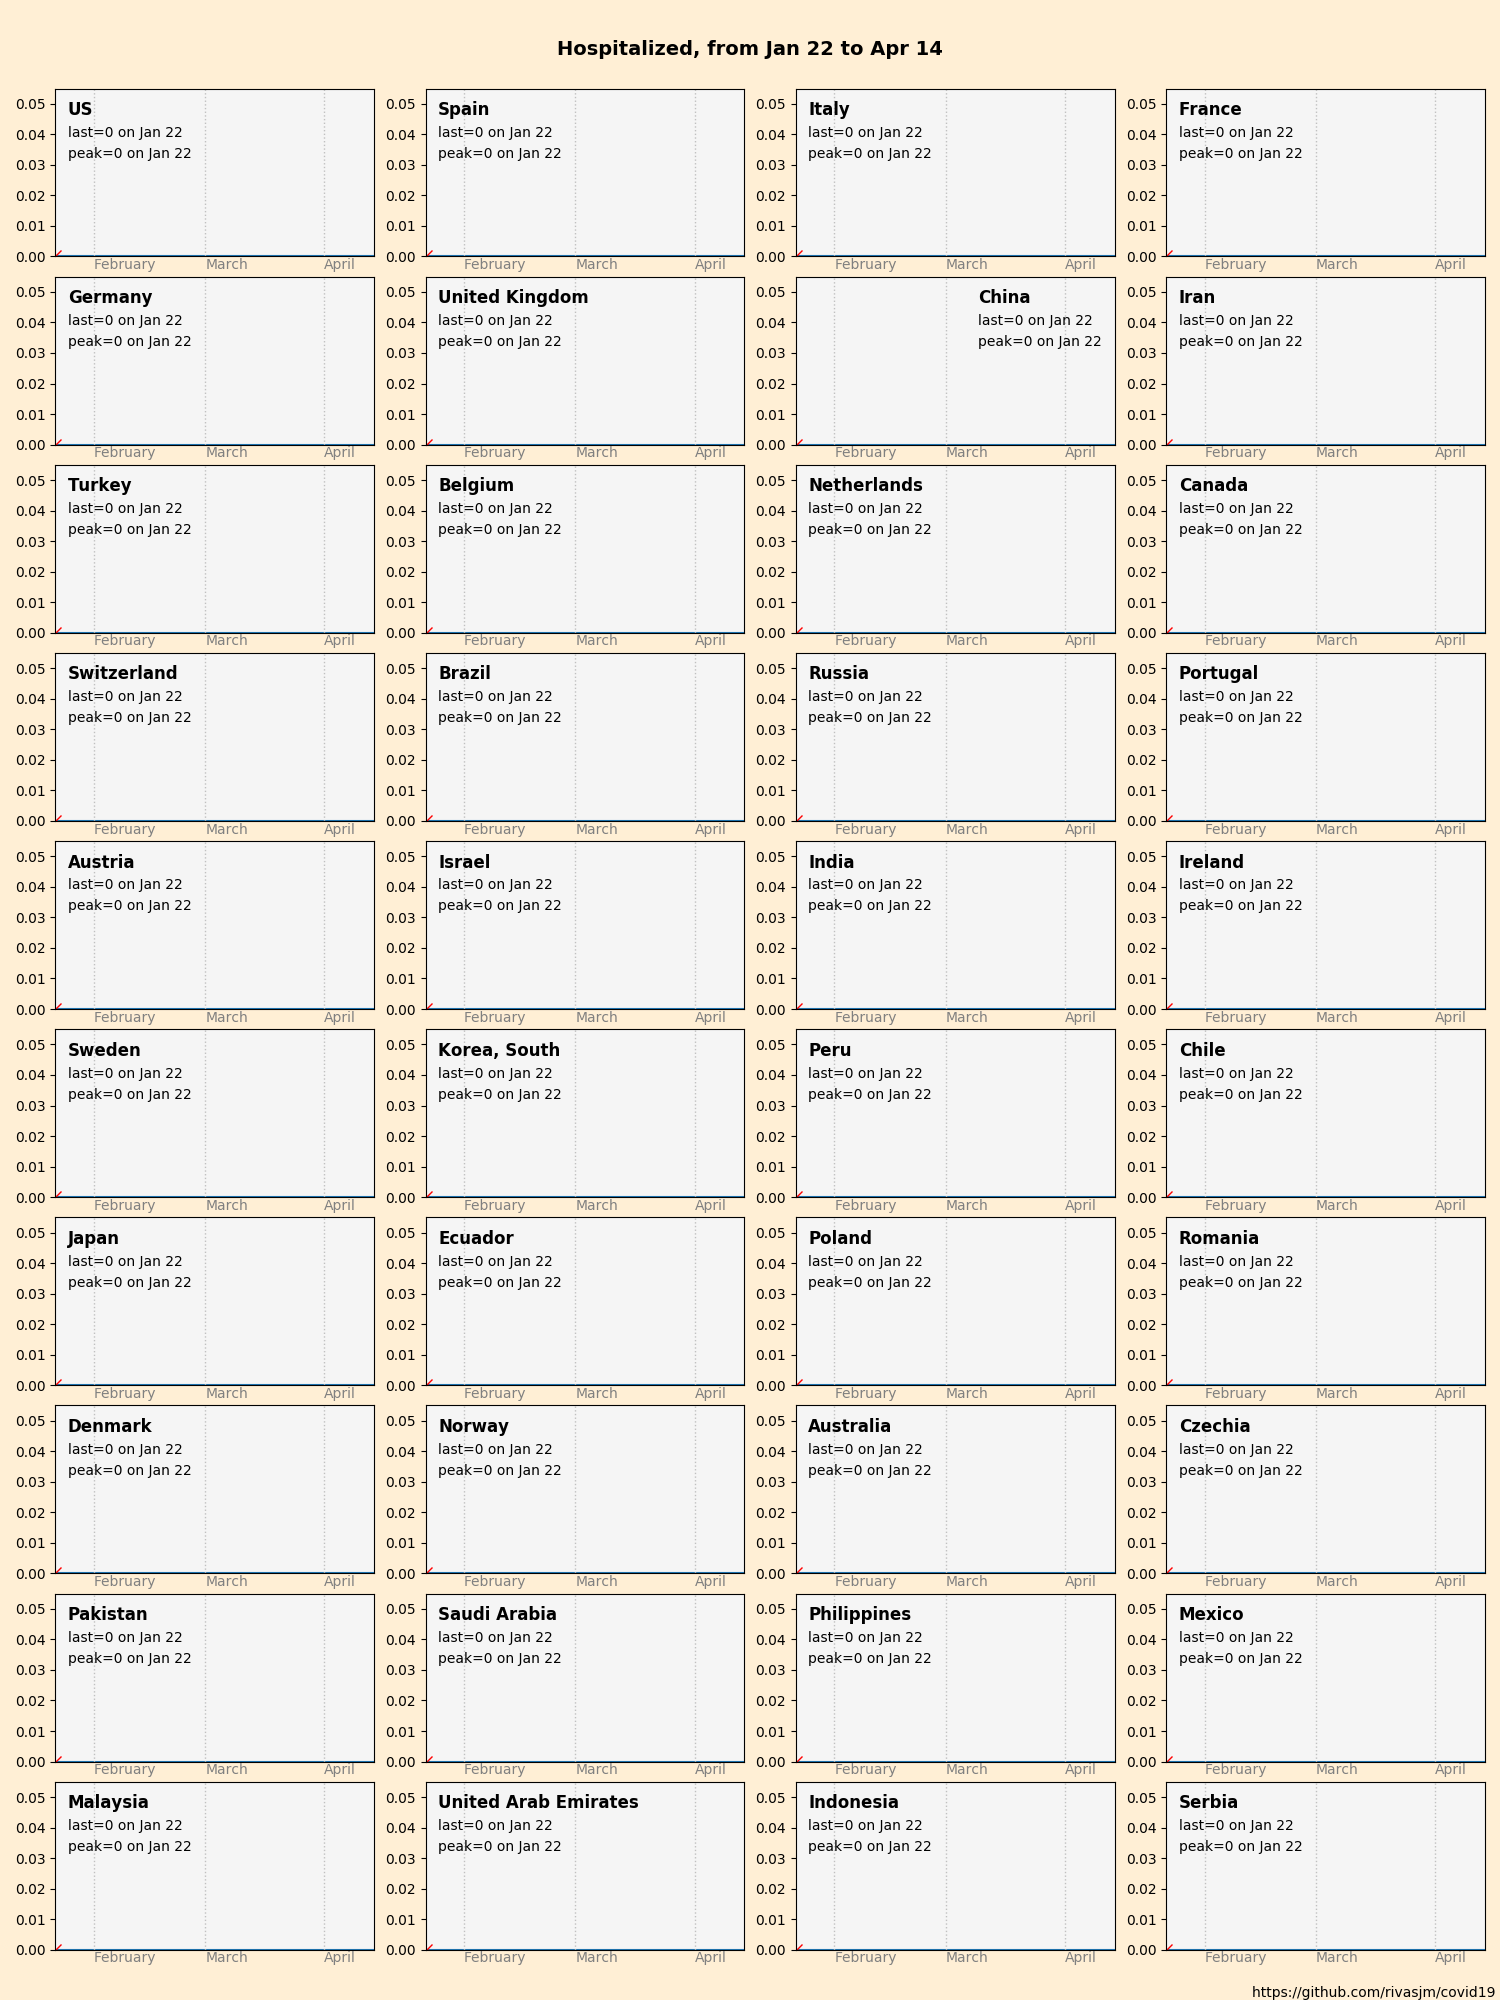 Hospitalized, from Jan 22 to Apr 14
0.05
0.04
0.03
0.02
0.01
0.00
US
last=0 on Jan 22
peak=0 on Jan 22
February March April
0.05
0.04
0.03
0.02
0.01
0.00
Spain
last=0 on Jan 22
peak=0 on Jan 22
February March April
0.05
0.04
0.03
0.02
0.01
0.00
Italy
last=0 on Jan 22
peak=0 on Jan 22
February March April
0.05
0.04
0.03
0.02
0.01
0.00
France
last=0 on Jan 22
peak=0 on Jan 22
February March April
0.05
0.04
0.03
0.02
0.01
0.00
Germany
last=0 on Jan 22
peak=0 on Jan 22
February March April
0.05
0.04
0.03
0.02
0.01
0.00
United Kingdom
last=0 on Jan 22
peak=0 on Jan 22
February March April
0.05
0.04
0.03
0.02
0.01
0.00
China
last=0 on Jan 22
peak=0 on Jan 22
February March April
0.05
0.04
0.03
0.02
0.01
0.00
Iran
last=0 on Jan 22
peak=0 on Jan 22
February March April
0.05
0.04
0.03
0.02
0.01
0.00
Turkey
last=0 on Jan 22
peak=0 on Jan 22
February March April
0.05
0.04
0.03
0.02
0.01
0.00
Belgium
last=0 on Jan 22
peak=0 on Jan 22
February March April
0.05
0.04
0.03
0.02
0.01
0.00
Netherlands
last=0 on Jan 22
peak=0 on Jan 22
February March April
0.05
0.04
0.03
0.02
0.01
0.00
Canada
last=0 on Jan 22
peak=0 on Jan 22
February March April
0.05
0.04
0.03
0.02
0.01
0.00
Switzerland
last=0 on Jan 22
peak=0 on Jan 22
February March April
0.05
0.04
0.03
0.02
0.01
0.00
Brazil
last=0 on Jan 22
peak=0 on Jan 22
February March April
0.05
0.04
0.03
0.02
0.01
0.00
Russia
last=0 on Jan 22
peak=0 on Jan 22
February March April
0.05
0.04
0.03
0.02
0.01
0.00
Portugal
last=0 on Jan 22
peak=0 on Jan 22
February March April
0.05
0.04
0.03
0.02
0.01
0.00
Austria
last=0 on Jan 22
peak=0 on Jan 22
February March April
0.05
0.04
0.03
0.02
0.01
0.00
Israel
last=0 on Jan 22
peak=0 on Jan 22
February March April
0.05
0.04
0.03
0.02
0.01
0.00
India
last=0 on Jan 22
peak=0 on Jan 22
February March April
0.05
0.04
0.03
0.02
0.01
0.00
Ireland
last=0 on Jan 22
peak=0 on Jan 22
February March April
0.05
0.04
0.03
0.02
0.01
0.00
Sweden
last=0 on Jan 22
peak=0 on Jan 22
February March April
0.05
0.04
0.03
0.02
0.01
0.00
Korea, South
last=0 on Jan 22
peak=0 on Jan 22
February March April
0.05
0.04
0.03
0.02
0.01
0.00
Peru
last=0 on Jan 22
peak=0 on Jan 22
February March April
0.05
0.04
0.03
0.02
0.01
0.00
Chile
last=0 on Jan 22
peak=0 on Jan 22
February March April
0.05
0.04
0.03
0.02
0.01
0.00
Japan
last=0 on Jan 22
peak=0 on Jan 22
February March April
0.05
0.04
0.03
0.02
0.01
0.00
Ecuador
last=0 on Jan 22
peak=0 on Jan 22
February March April
0.05
0.04
0.03
0.02
0.01
0.00
Poland
last=0 on Jan 22
peak=0 on Jan 22
February March April
0.05
0.04
0.03
0.02
0.01
0.00
Romania
last=0 on Jan 22
peak=0 on Jan 22
February March April
0.05
0.04
0.03
0.02
0.01
0.00
Denmark
last=0 on Jan 22
peak=0 on Jan 22
February March April
0.05
0.04
0.03
0.02
0.01
0.00
Norway
last=0 on Jan 22
peak=0 on Jan 22
February March April
0.05
0.04
0.03
0.02
0.01
0.00
Australia
last=0 on Jan 22
peak=0 on Jan 22
February March April
0.05
0.04
0.03
0.02
0.01
0.00
Czechia
last=0 on Jan 22
peak=0 on Jan 22
February March April
0.05
0.04
0.03
0.02
0.01
0.00
Pakistan
last=0 on Jan 22
peak=0 on Jan 22
February March April
0.05
0.04
0.03
0.02
0.01
0.00
Saudi Arabia
last=0 on Jan 22
peak=0 on Jan 22
February March April
0.05
0.04
0.03
0.02
0.01
0.00
Philippines
last=0 on Jan 22
peak=0 on Jan 22
February March April
0.05
0.04
0.03
0.02
0.01
0.00
Mexico
last=0 on Jan 22
peak=0 on Jan 22
February March April
0.05
0.04
0.03
0.02
0.01
0.00
Malaysia
last=0 on Jan 22
peak=0 on Jan 22
February March April
0.05
0.04
0.03
0.02
0.01
0.00
United Arab Emirates
last=0 on Jan 22
peak=0 on Jan 22
February March April
0.05
0.04
0.03
0.02
0.01
0.00
Indonesia
last=0 on Jan 22
peak=0 on Jan 22
February March April
0.05
0.04
0.03
0.02
0.01
0.00
Serbia
last=0 on Jan 22
peak=0 on Jan 22
February March April
https://github.com/rivasjm/covid19